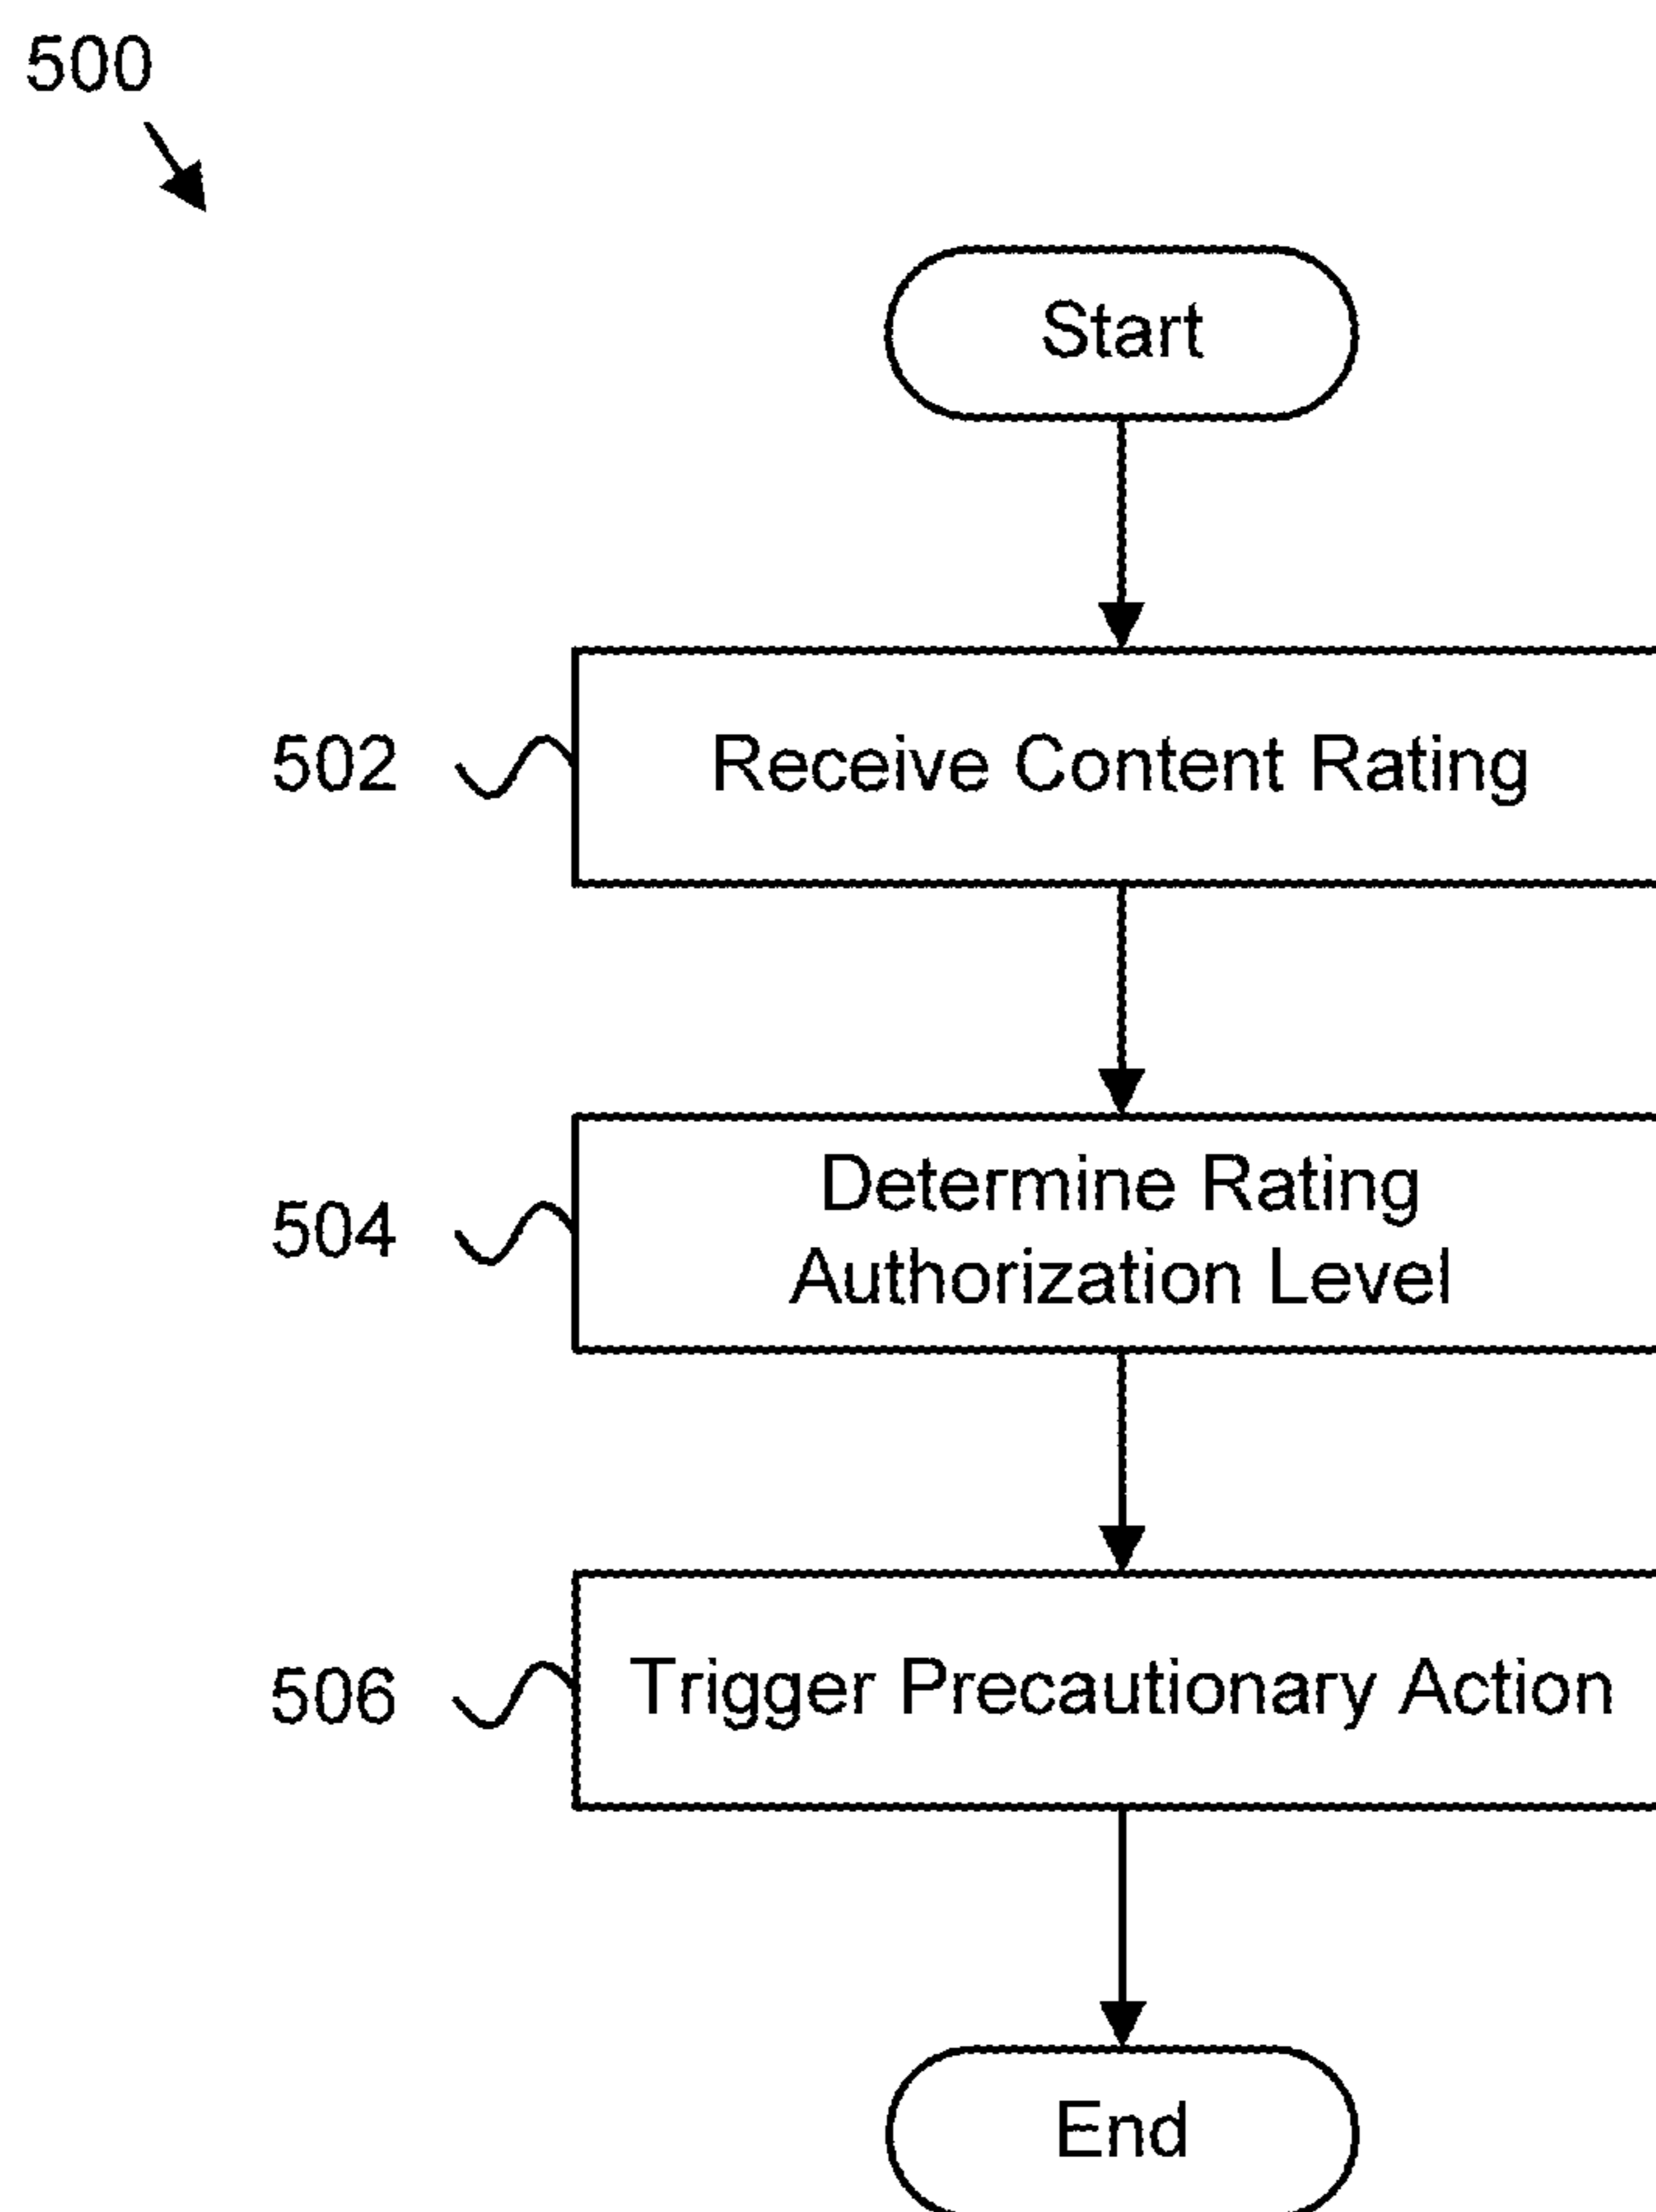 500
Start
502
Receive Content Rating
504
Determine Rating
Authorization Level
506
Trigger Precautionary Action
End